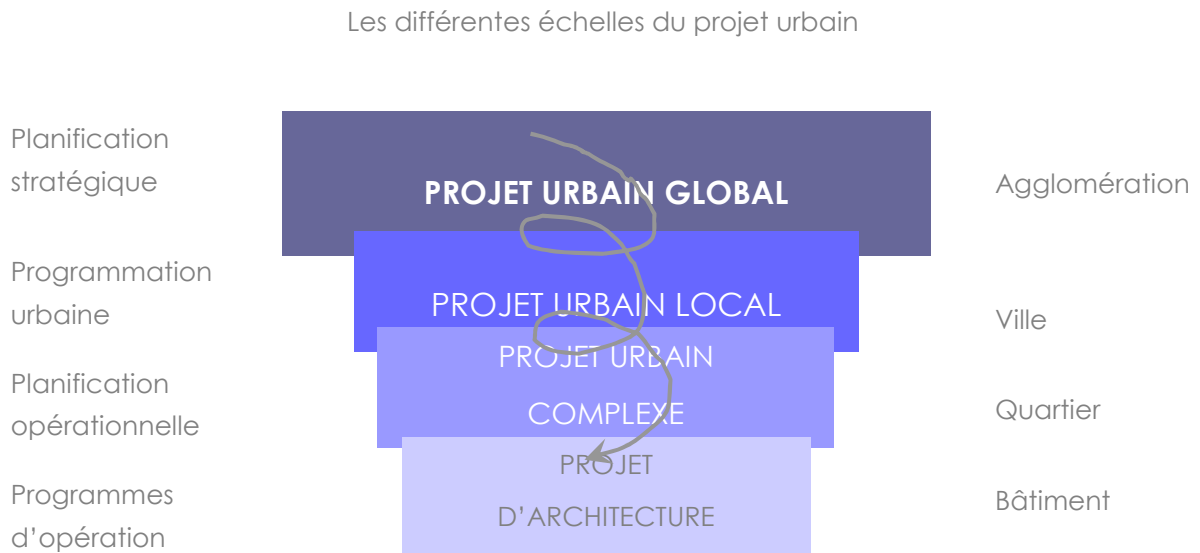 Les différentes échelles du projet urbain
Planification
stratégique
PROJET URBAIN GLOBAL
Agglomération
Programmation
urbaine
PROJET URBAIN LOCAL
Ville
Planification
opérationnelle
PROJET URBAIN
COMPLEXE
Quartier
Programmes
d’opération
PROJET
D’ARCHITECTURE
Bâtiment